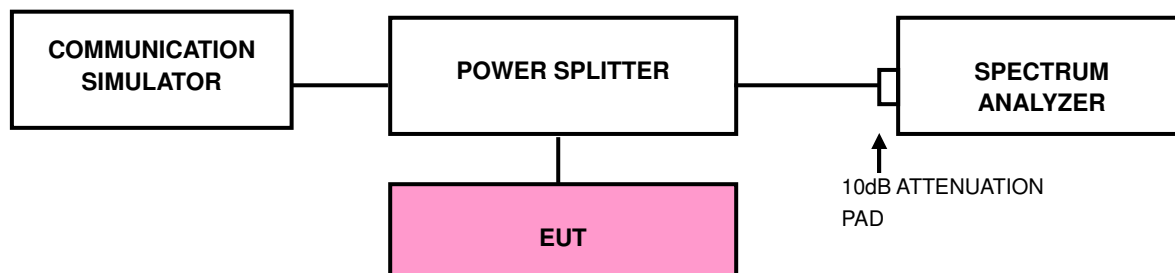 COMMUNICATION
SIMULATOR
POWER SPLITTER
SPECTRUM
ANALYZER
10dB ATTENUATION
PAD
EUT